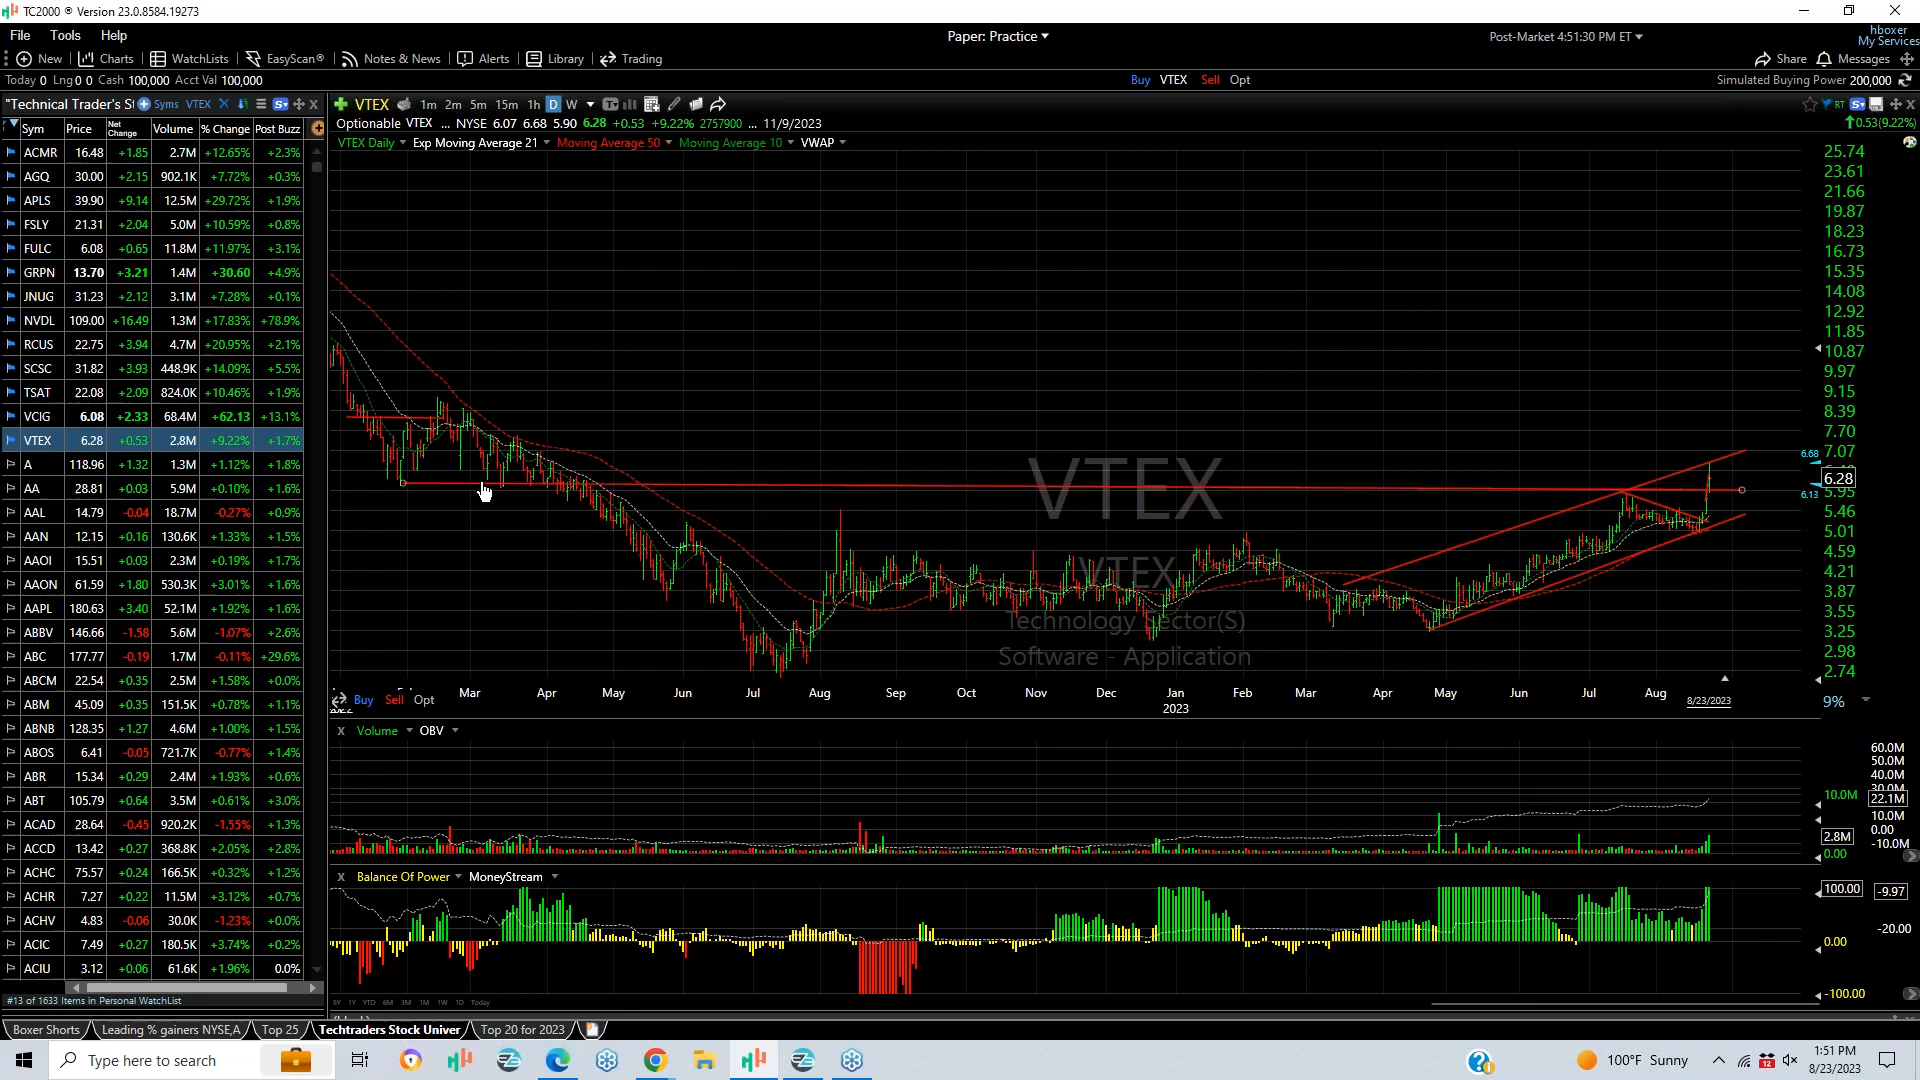 TC2000 ® Version 23.0.8584.19273
File Tools Help
Paper: Practice
Post-Market 4:51:30 PM ET
hboxer
My Services
New Charts WatchLists EasyScan® Notes & News Alerts Library Trading
Share Messages
Today 0 Lng 0 0 Cash 100,000 Acct Val 100,000
Buy VTEX Sell Opt
Simulated Buying Power 200,000
"Technical Trader's St Syms VTEX
VTEX 1m 2m 5m 15m 1h D W
RT
Sym Price Net Change Volume % Change Post Buzz
Optionable VTEX ... NYSE 6.07 6.68 5.90 6.28 +0.53 +9.22% 2757900 ... 11/9/2023
0.53(9.22%)
VTEX Daily Exp Moving Average 21 Moving Average 50 Moving Average 10 VWAP
ACMR 16.48 +1.85 2.7M +12.65% +2.3%
AGQ 30.00 +2.15 902.1K +7.72% +0.3%
APLS 39.90 +9.14 12.5M +29.72% +1.9%
FSLY 21.31 +2.04 5.0M +10.59% +0.8%
FULC 6.08 +0.65 11.8M +11.97% +3.1%
GRPN 13.70 +3.21 1.4M +30.60 +4.9%
JNUG 31.23 +2.12 3.1M +7.28% +0.1%
NVDL 109.00 +16.49 1.3M +17.83% +78.9%
RCUS 22.75 +3.94 4.7M +20.95% +2.1%
SCSC 31.82 +3.93 448.9K +14.09% +5.5%
TSAT 22.08 +2.09 824.0K +10.46% +1.9%
VCIG 6.08 +2.33 68.4M +62.13 +13.1%
VTEX 6.28 +0.53 2.8M +9.22% +1.7%
A 118.96 +1.32 1.3M +1.12% +1.8%
AA 28.81 +0.03 5.9M +0.10% +1.6%
AAL 14.79 -0.04 18.7M -0.27% +0.9%
AAN 12.15 +0.16 130.6K +1.33% +1.5%
AAOI 15.51 +0.03 2.3M +0.19% +1.7%
AAON 61.59 +1.80 530.3K +3.01% +1.6%
AAPL 180.63 +3.40 52.1M +1.92% +1.6%
ABBV 146.66 -1.58 5.6M -1.07% +2.6%
ABC 177.77 -0.19 1.7M -0.11% +29.6%
ABCM 22.54 +0.35 2.5M +1.58% +0.0%
ABM 45.09 +0.35 151.5K +0.78% +1.1%
ABNB 128.35 +1.27 4.6M +1.00% +1.5%
ABOS 6.41 -0.05 721.7K -0.77% +1.4%
ABR 15.34 +0.29 2.4M +1.93% +0.6%
ABT 105.79 +0.64 3.5M +0.61% +3.0%
ACAD 28.64 -0.45 920.2K -1.55% +1.3%
ACCD 13.42 +0.27 368.8K +2.05% +2.8%
ACHC 75.57 +0.24 166.5K +0.32% +1.2%
ACHR 7.27 +0.22 11.5M +3.12% +0.7%
ACHV 4.83 -0.06 30.0K -1.23% +0.0%
ACIC 7.49 +0.27 180.5K +3.74% +0.2%
ACIU 3.12 +0.06 61.6K +1.96% 0.0%
#13 of 1633 Items in Personal WatchList
25.74
23.61
21.66
19.87
18.23
16.73
15.35
14.08
12.92
11.85
10.87
9.97
9.15
8.39
7.70
7.07
6.68
6.28
6.13
5.95
5.46
5.01
4.59
4.21
3.87
3.55
3.25
2.98
2.74
9%
VTEX
VTEX
Technology Sector(S)
Software - Application
Mar Apr May Jun Jul Aug Sep Oct Nov Dec Jan Feb Mar Apr May Jun Jul Aug
Buy Sell Opt
2023
8/23/2023
X Volume OBV
60.0M
50.0M
40.0M
30.0M
10.0M 22.1M
10.0M
2.8M 0.00
0.00 -10.0M
X Balance Of Power MoneyStream
100.00 -9.97
-20.00
0.00
-100.00
5Y 1Y YTD 6M 3M 1M 1W 1D Today
Boxer Shorts Leading % gainers NYSE,A Top 25 Techtraders Stock Univer Top 20 for 2023
Type here to search
100°F Sunny
12
1:51 PM
8/23/2023